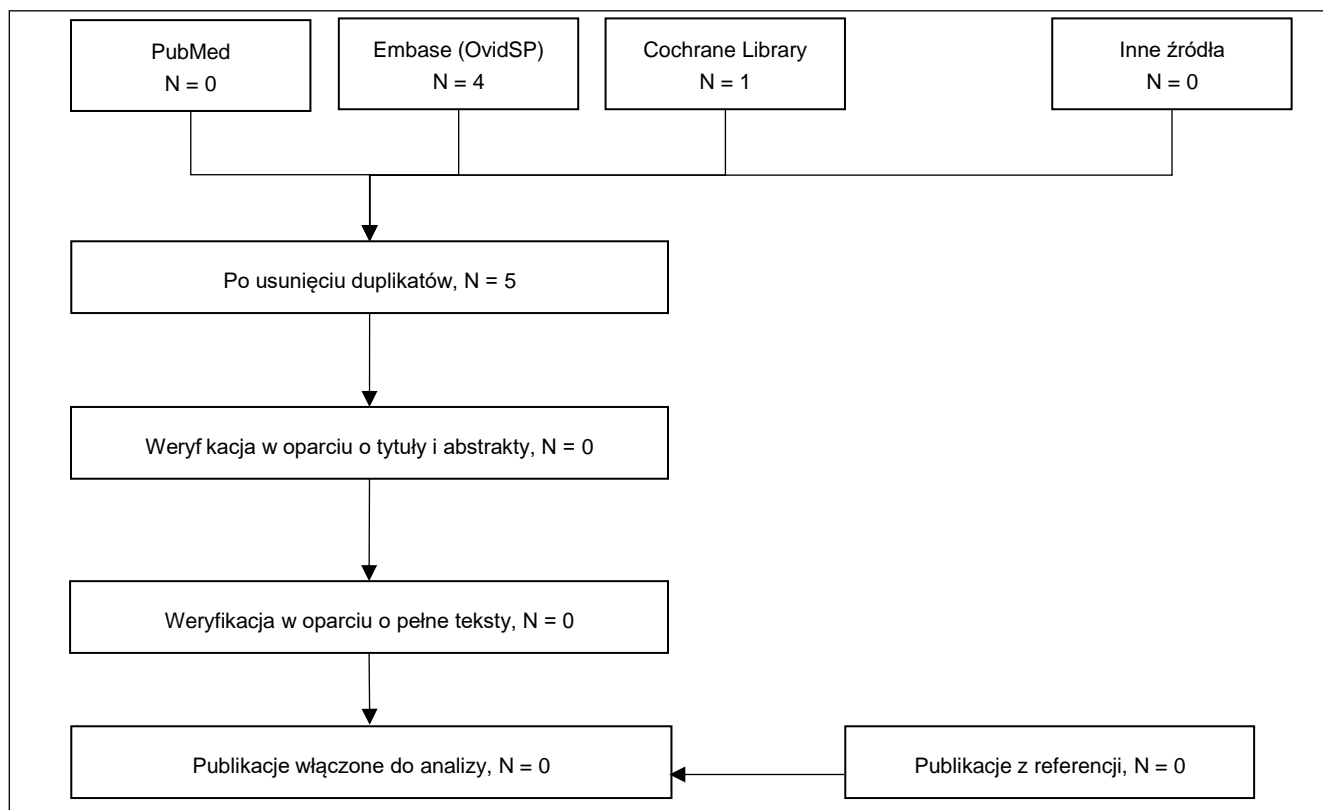 PubMed
N = 0
Embase (OvidSP)
N = 4
Cochrane Library
N = 1
Inne źródła
N = 0
Po usunięciu duplikatów, N = 5
Weryf kacja w oparciu o tytuły i abstrakty, N = 0
Weryfikacja w oparciu o pełne teksty, N = 0
Publikacje włączone do analizy, N = 0
Publikacje z referencji, N = 0